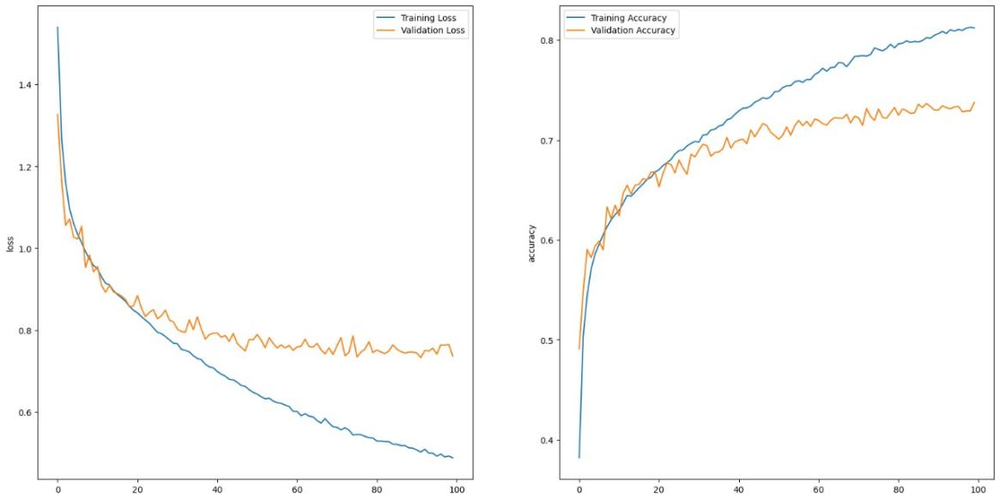 Training Loss
Validation Loss
1.4
1.2
1.0
0.8
0.6
loss
0 20 40 60 80 100
Training Accuracy
Validation Accuracy
0.8
0.7
0.6
0.5
0.4
accuracy
0 20 40 60 80 100